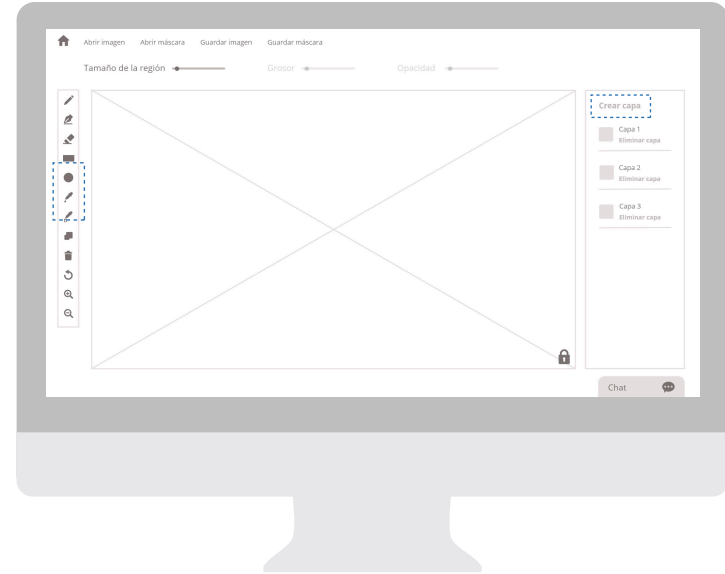 Abrir imagen Abrir máscara Guardar imagen Guardar máscara
Tamaño de la región Grosor Opacidad
Crear capa
Capa 1
Eliminar capa
Capa 2
Eliminar capa
Capa 3
Eliminar capa
Chat